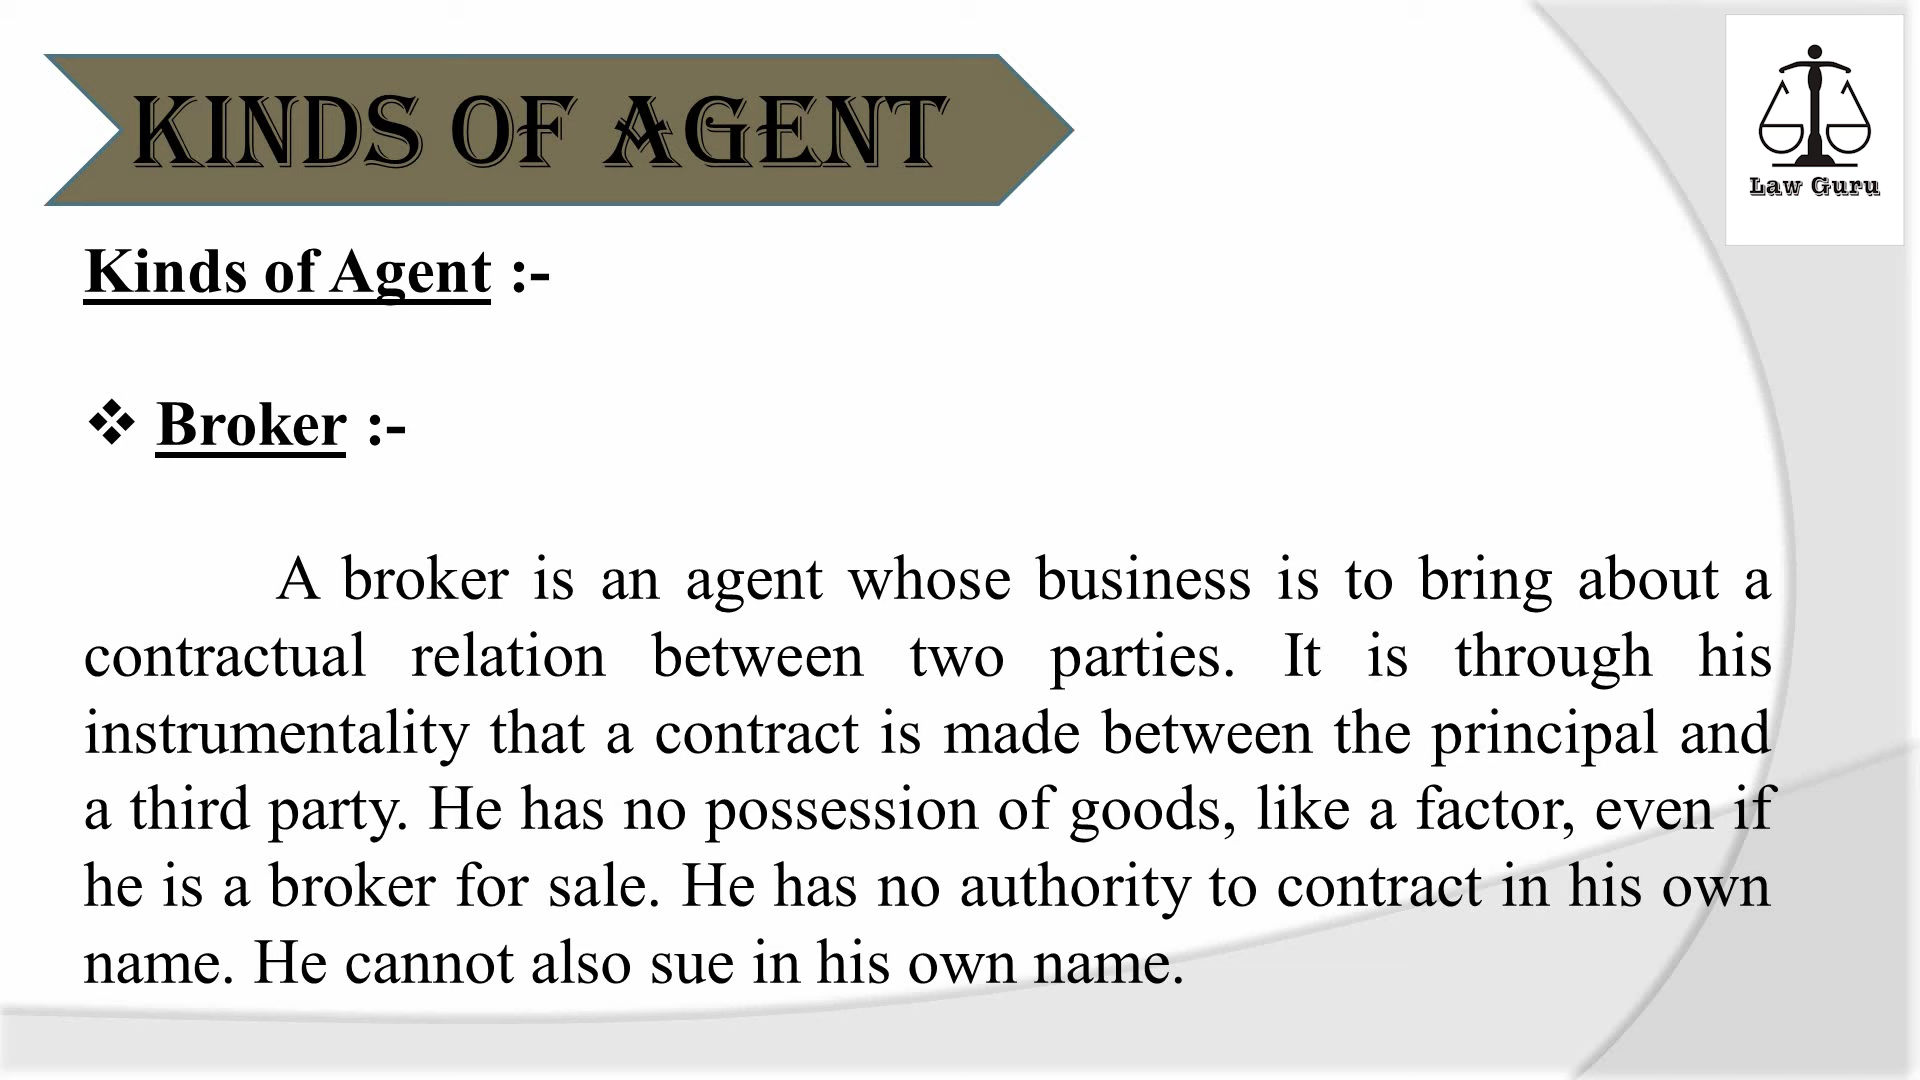 KINDS OF AGENT
Law Guru
Kinds of Agent :-
❖ Broker :-
A broker is an agent whose business is to bring about a
contractual relation between two parties. It is through his
instrumentality that a contract is made between the principal and
a third party. He has no possession of goods, like a factor, even if
he is a broker for sale. He has no authority to contract in his own
name. He cannot also sue in his own name.